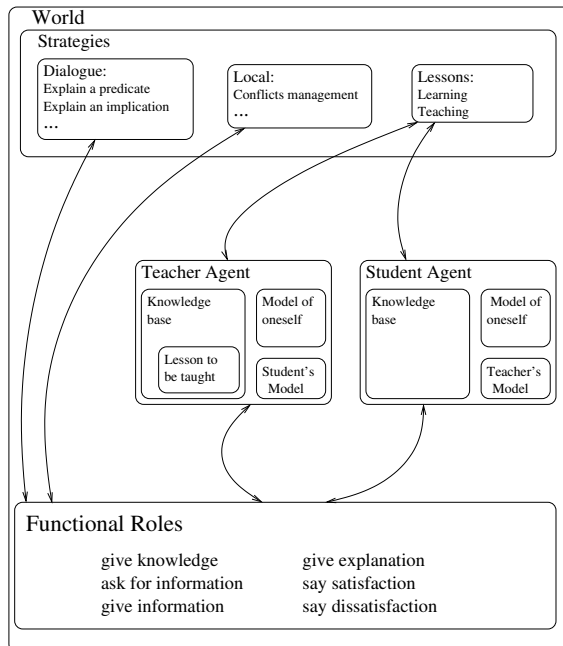 World
Strategies
Dialogue:
Explain a predicate
Explain an implication
...
Local:
Conflicts management
...
Lessons:
Learning
Teaching
Teacher Agent
Knowledge
base
Lesson to
be taught
Model of
oneself
Student's
Model
Student Agent
Knowledge
base
Model of
oneself
Teacher's
Model
Functional Roles
give knowledge
ask for information
give information
give explanation
say satisfaction
say dissatisfaction